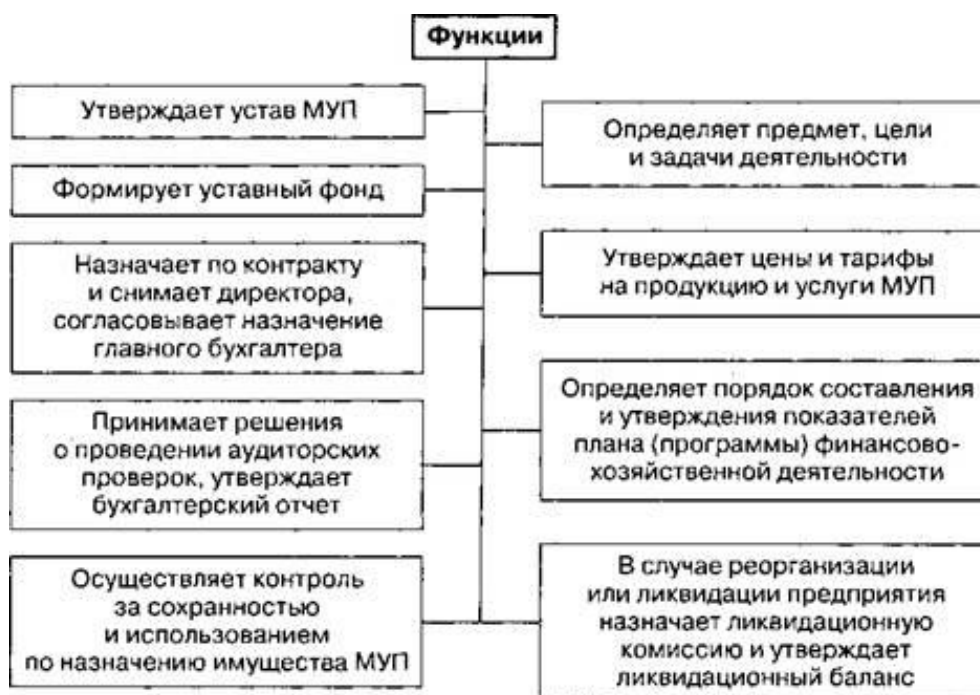 Функции
Утверждает устав МУП
Формирует уставный фонд
Назначает по контракту
и снимает директора,
согласовывает назначение
главного бухгалтера
Принимает решения
о проведении аудиторских
проверок, утверждает
бухгалтерский отчет
Осуществляет контроль
за сохранностью
и использованием
по назначению имущества МУП
Определяет предмет, цели
и задачи деятельности
Утверждает цены и тарифы
на продукцию и услуги МУП
Определяет порядок составления
и утверждения показателей
плана (программы) финансово-
хозяйственной деятельности
В случае реорганизации
или ликвидации предприятия
назначает ликвидационную
комиссию и утверждает
ликвидационный баланс